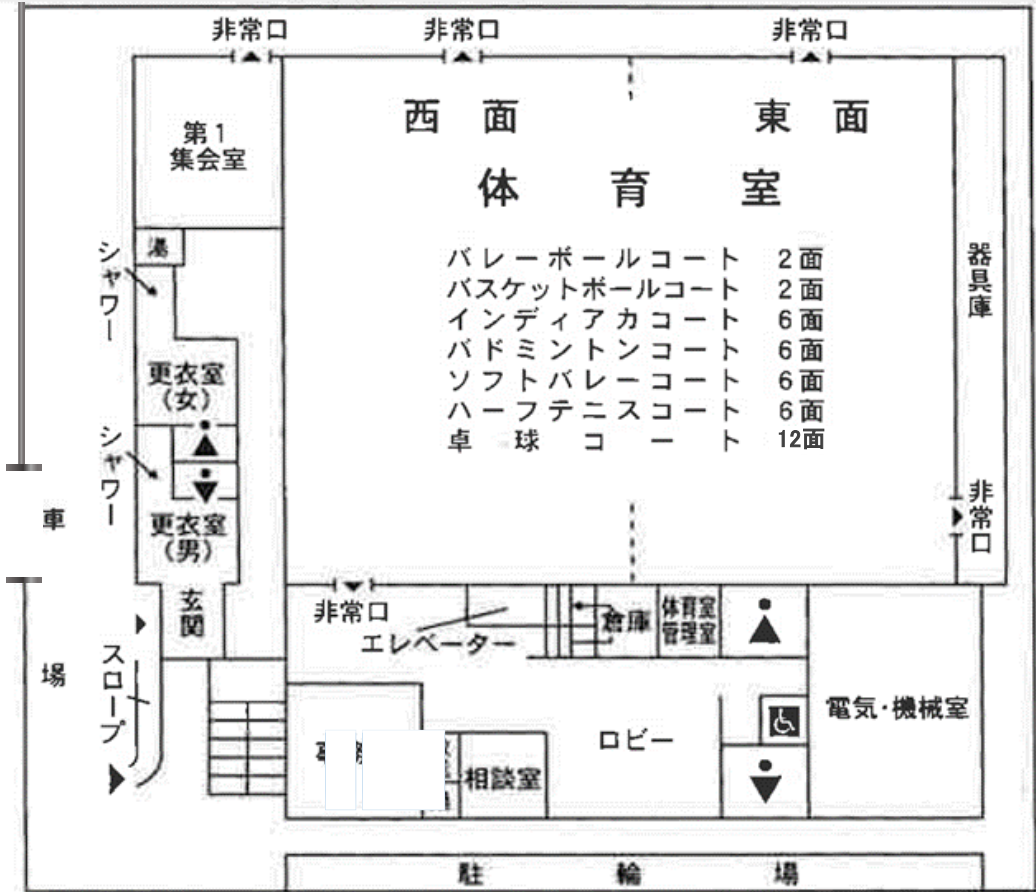 非常口
非常口
非常口
西面
東面
第1
集会室
体育室
湯
シャワー
バレーボールコート 2面
バスケットボールコート 2面
インディアカコート 6面
バドミントンコート 6面
ソフトバレーコート 6面
ハーフテニスコート 6面
卓球コート 12面
器具庫
更衣室
(女)
シャワー
更衣室
(男)
非常口
車
場
玄関
スロープ
非常口
エレベーター
倉庫
体育室
管理室
ロビー
電気・機械室
相談室
駐輪場